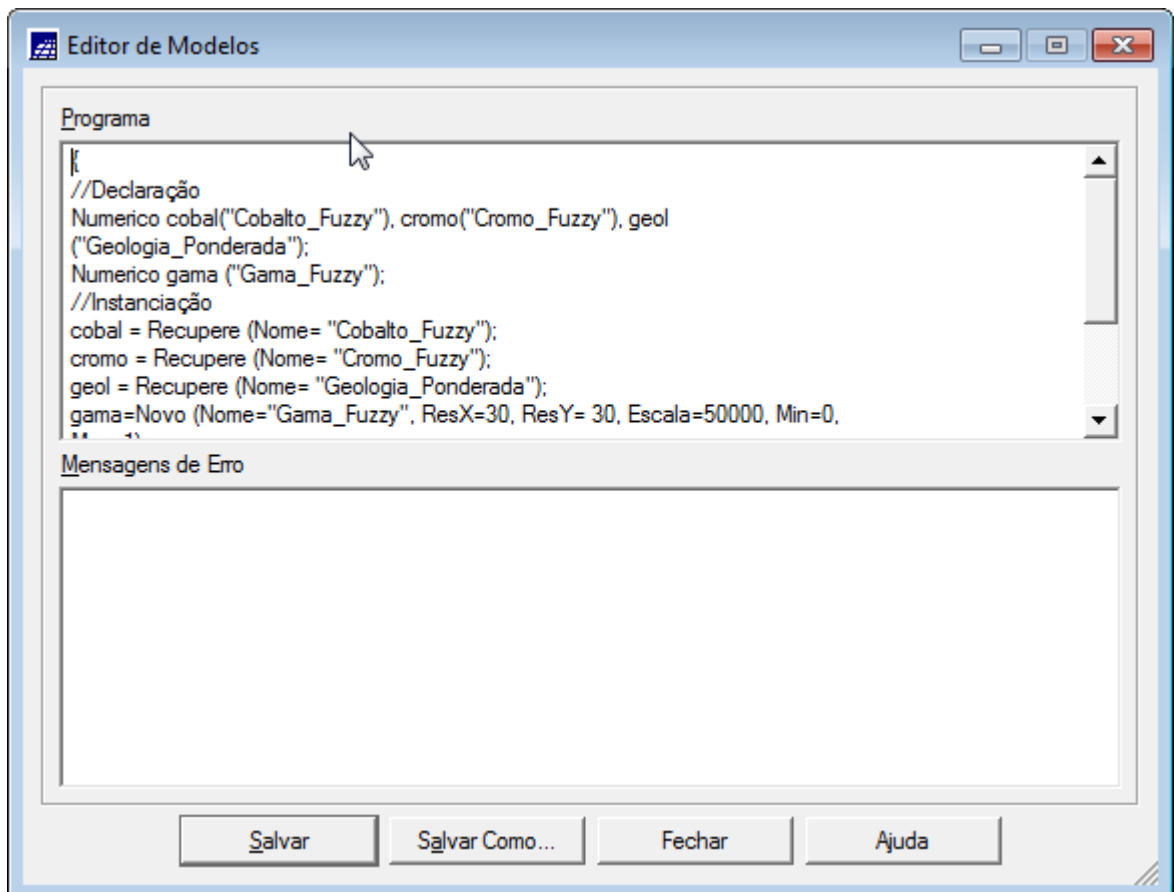 Editor de Modelos
Programa
{
//Declaração
Numerico cobal("Cobalto_Fuzzy"), cromo("Cromo_Fuzzy"), geol
("Geologia_Ponderada");
Numerico gama ("Gama_Fuzzy");
//Instanciação
cobal = Recupere (Nome= "Cobalto_Fuzzy");
cromo = Recupere (Nome= "Cromo_Fuzzy");
geol = Recupere (Nome= "Geologia_Ponderada");
gama=Novo (Nome="Gama_Fuzzy", ResX=30, ResY= 30, Escala=50000, Min=0,
Mensagens de Erro
Salvar
Salvar Como...
Fechar
Ajuda